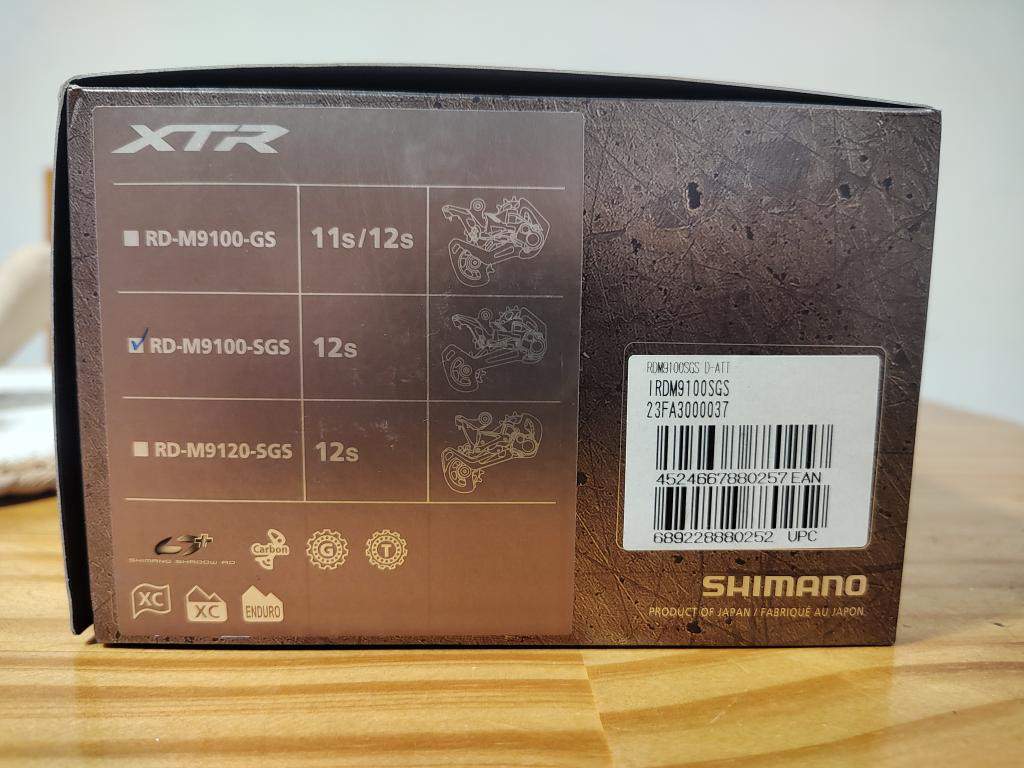 XTR
RD-M9100-GS 11s/12s
RD-M9100-SGS 12s
RD-M9120-SGS 12s
SHIMANO SHADOW RD
Carbon
G
T
XC
XC
ENDURO
RDM9100SGS D-ATT
IRDM9100SGS
23FA3000037
4524667880257 EAN
689228880252 UPC
SHIMANO
PRODUCT OF JAPAN / FABRIQUÉ AU JAPON